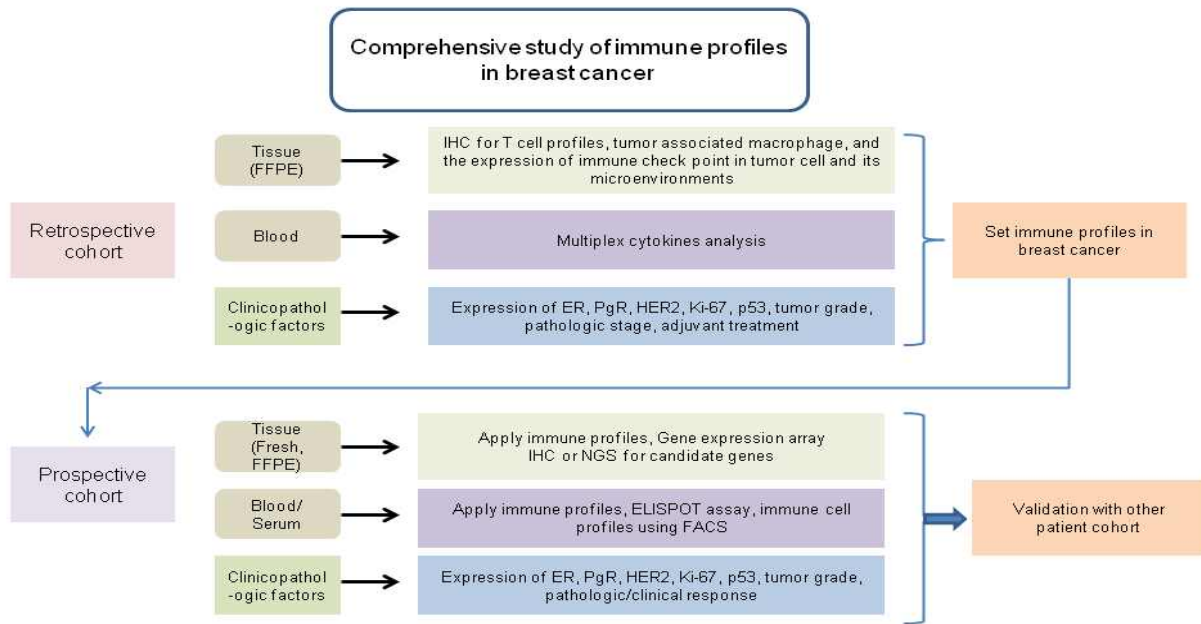 Comprehensive study of immune profiles
in breast cancer
Retrospective
cohort
Tissue
(FFPE)
IHC for T cell profiles, tumor associated macrophage, and
the expression of immune check point in tumor cell and its
microenvironments
Blood
Multiplex cytokines analysis
Clinicopathol
-ogic factors
Expression of ER, PgR, HER2, Ki-67, p53, tumor grade,
pathologic stage, adjuvant treatment
Set immune profiles in
breast cancer
Prospective
cohort
Tissue
(Fresh,
FFPE)
Apply immune profiles, Gene expression array
IHC or NGS for candidate genes
Blood/
Serum
Apply immune profiles, ELISPOT assay, immune cell
profiles using FACS
Clinicopathol
-ogic factors
Expression of ER, PgR, HER2, Ki-67, p53, tumor grade,
pathologic/clinical response
Validation with other
patient cohort